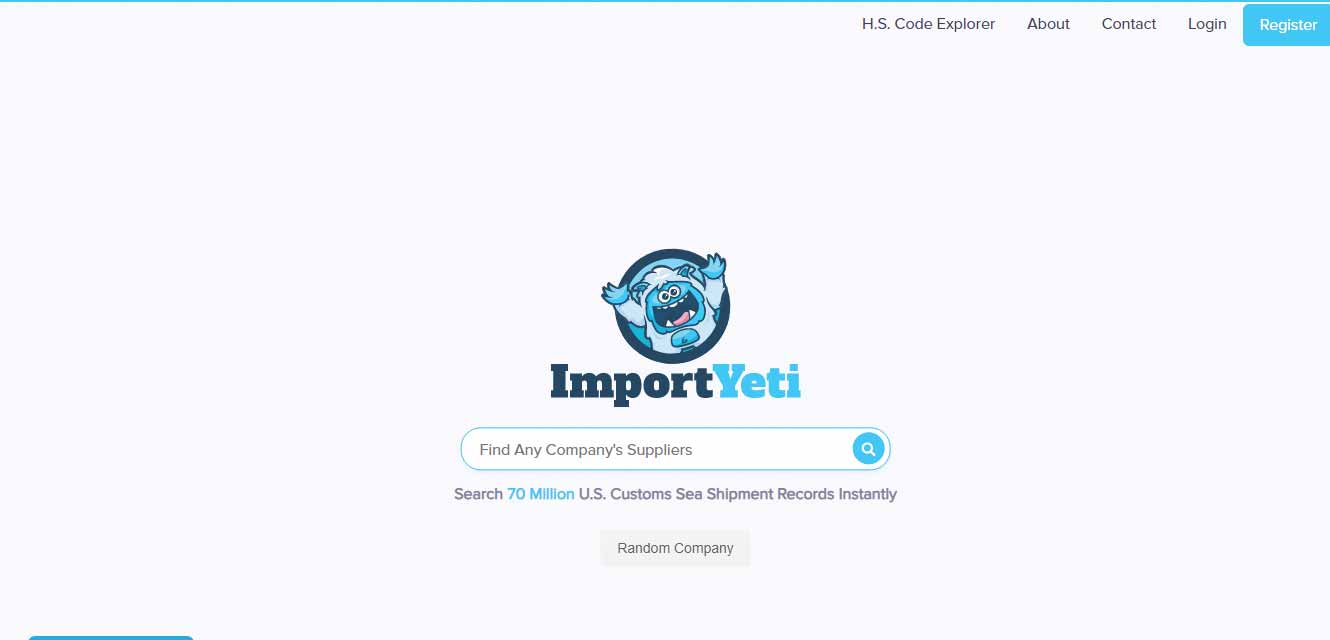 H.S. Code Explorer About Contact Login Register
ImportYeti
Find Any Company's Suppliers
Search 70 Million U.S. Customs Sea Shipment Records Instantly
Random Company